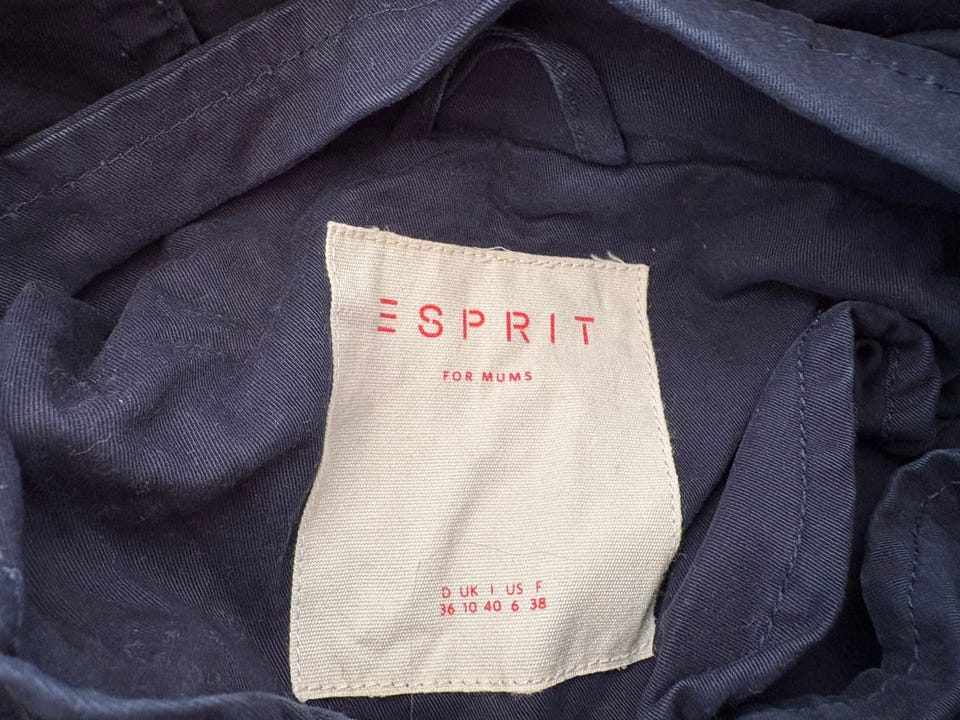 ESPRIT
FOR MUMS
D UK I US F
36 10 40 6 38